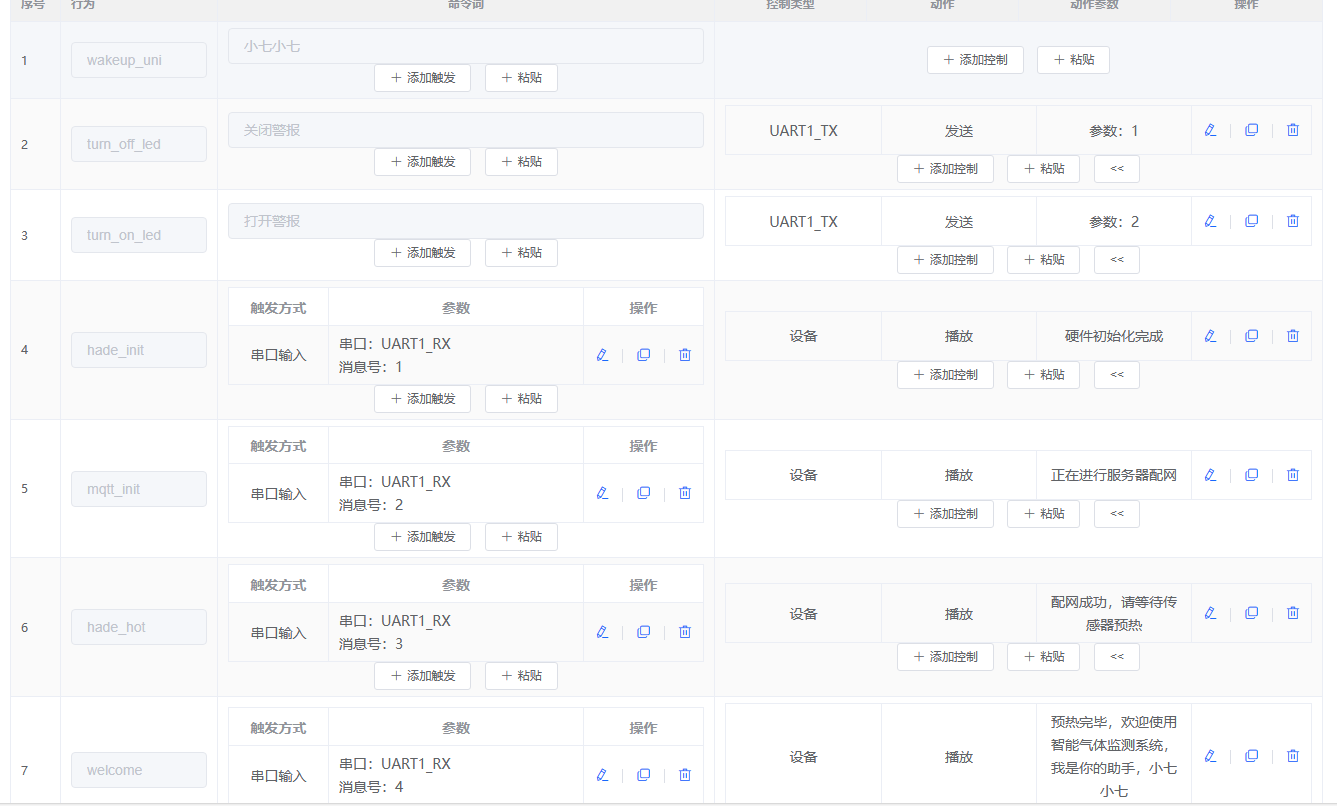 序号 行为 命令词 控制类型 动作 动作参数 操作
1 wakeup_uni 小七小七
+ 添加触发 + 粘贴 + 添加控制 + 粘贴
2 turn_off_led 关闭警报 UART1_TX 发送 参数：1
+ 添加触发 + 粘贴 + 添加控制 + 粘贴 <<
3 turn_on_led 打开警报 UART1_TX 发送 参数：2
+ 添加触发 + 粘贴 + 添加控制 + 粘贴 <<
触发方式 参数 操作
4 hade_init 串口输入 串口：UART1_RX 设备 播放 硬件初始化完成
消息号：1
+ 添加触发 + 粘贴 + 添加控制 + 粘贴 <<
触发方式 参数 操作
5 mqtt_init 串口输入 串口：UART1_RX 设备 播放 正在进行服务器配网
消息号：2
+ 添加触发 + 粘贴 + 添加控制 + 粘贴 <<
触发方式 参数 操作
6 hade_hot 串口输入 串口：UART1_RX 设备 播放 配网成功，请等待传
消息号：3 感器预热
+ 添加触发 + 粘贴 + 添加控制 + 粘贴 <<
触发方式 参数 操作 预热完毕，欢迎使用
7 welcome 串口输入 串口：UART1_RX 设备 播放 智能气体监测系统，
消息号：4 我是你的助手，小七
小七